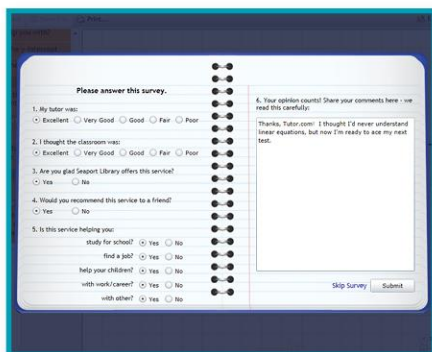 Print...
Please answer this survey.
1. My tutor was:
Excellent Very Good Good Fair Poor
2. I thought the classroom was:
Excellent Very Good Good Fair Poor
3. Are you glad Seaport Library offers this service?
Yes No
4. Would you recommend this service to a friend?
Yes No
5. Is this service helping you:
study for school? Yes No
find a job? Yes No
help your children? Yes No
with work/career? Yes No
with other? Yes No
6. Your opinion counts! Share your comments here - we
read this carefully:
Thanks, Tutor.com! I thought I'd never understand
linear equations, but now I'm ready to ace my next
test.
Skip Survey Submit